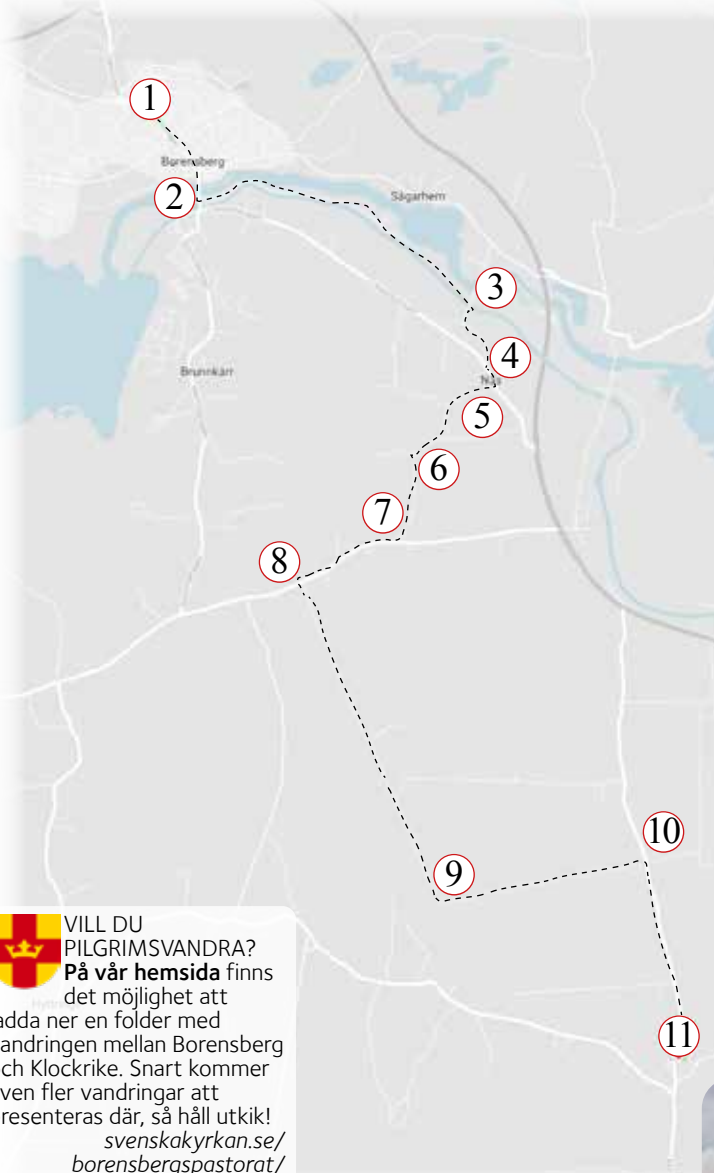 1
Borensberg
2
Sågarhem
3
4
Näs
Brunnkärr
5
6
7
8
10
9
VILL DU
PILGRIMSVANDRA?
På vår hemsida finns
det möjlighet att
adda ner en folder med
andringen mellan Borensberg
ch Klockrike. Snart kommer
ven fler vandringar att
resenteras där, så håll utkik!
svenskakyrkan.se/
borensbergspastorat/
11